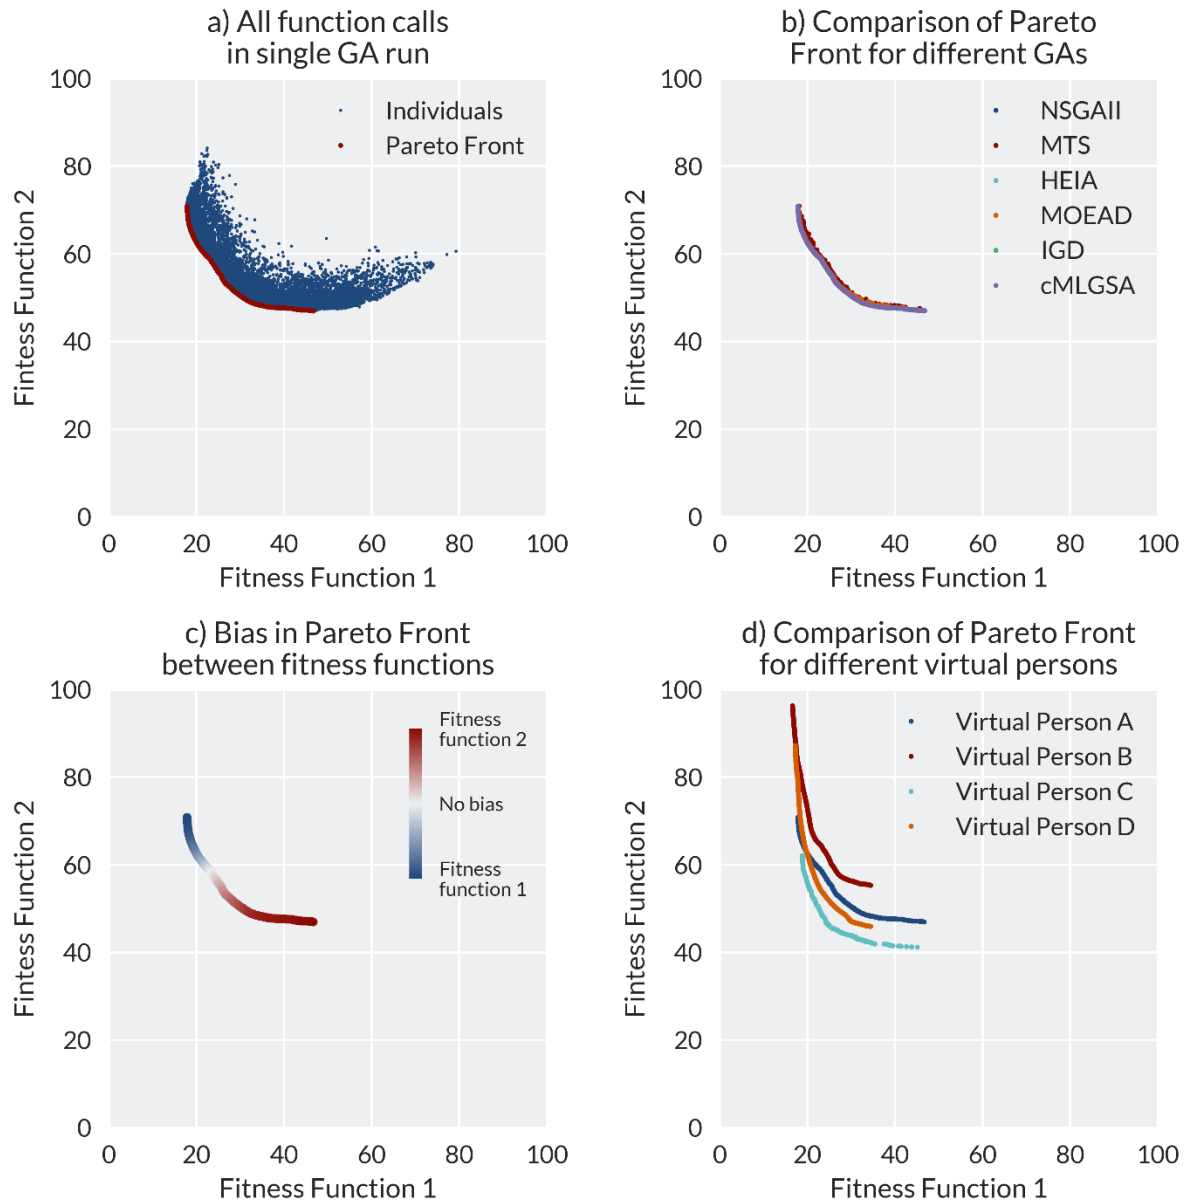 a) All function calls
in single GA run
100
80
60
40
20
0
Fintess Function 2
Individuals
Pareto Front
0 20 40 60 80 100
Fitness Function 1
b) Comparison of Pareto
Front for different GAs
100
80
60
40
20
0
Fintess Function 2
NSGAII
MTS
HEIA
MOEAD
IGD
cMLGSA
0 20 40 60 80 100
Fitness Function 1
c) Bias in Pareto Front
between fitness functions
100
80
60
40
20
0
Fintess Function 2
Fitness
function 2
No bias
Fitness
function 1
0 20 40 60 80 100
Fitness Function 1
d) Comparison of Pareto Front
for different virtual persons
100
80
60
40
20
0
Fintess Function 2
Virtual Person A
Virtual Person B
Virtual Person C
Virtual Person D
0 20 40 60 80 100
Fitness Function 1